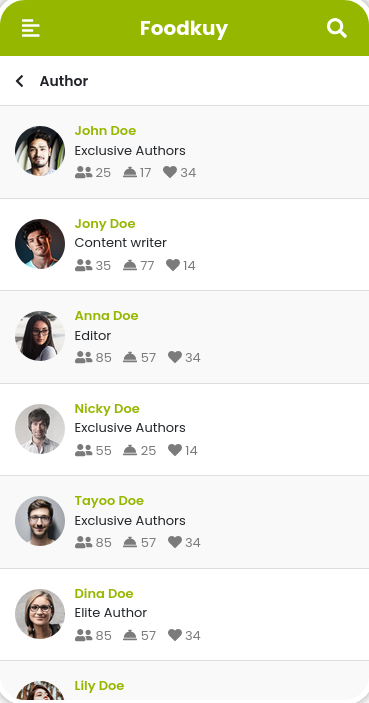 Foodkuy
Author
John Doe
Exclusive Authors
25 17 34
Jony Doe
Content writer
35 77 14
Anna Doe
Editor
85 57 34
Nicky Doe
Exclusive Authors
55 25 14
Tayoo Doe
Exclusive Authors
85 57 34
Dina Doe
Elite Author
85 57 34
Lily Doe